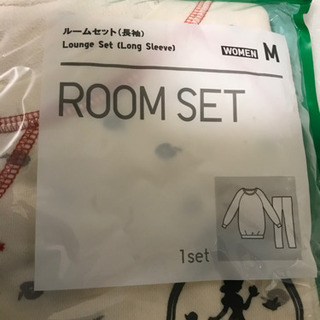 ルームセット(長袖)
Lounge Set (Long Sleeve)
WOMEN M
ROOM SET
1set